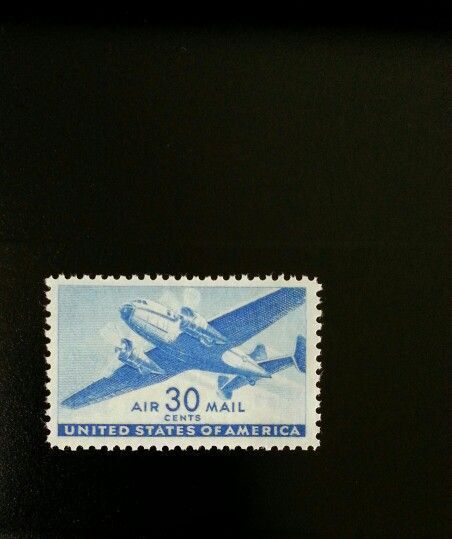 AIR 30 MAIL
CENTS
UNITED STATES OF AMERICA